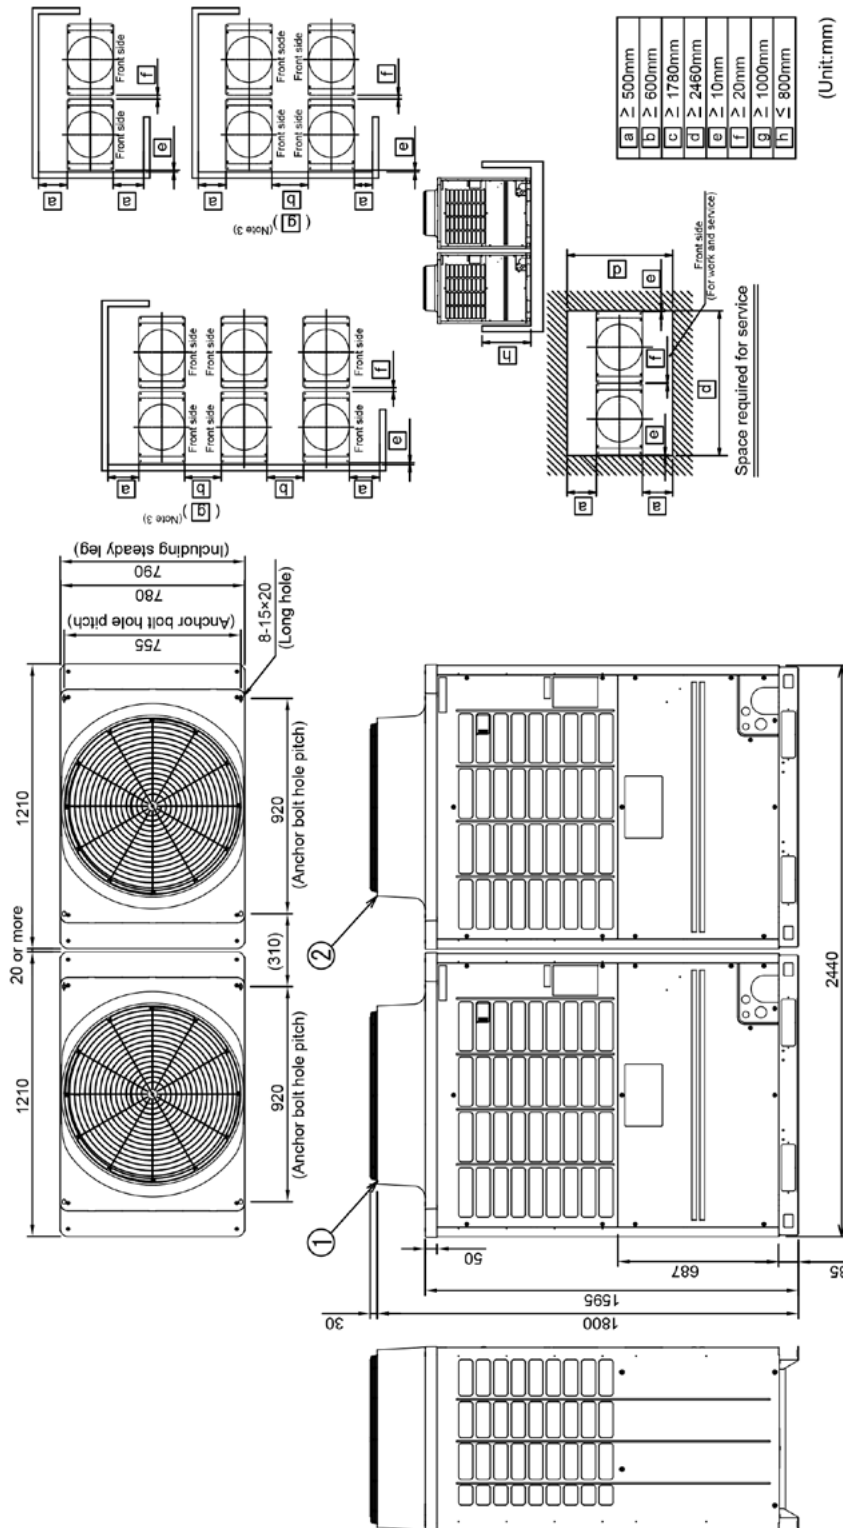 Front side
Front side
f
e
a
a
Front sode
Front side
Front side
Front side
f
e
a
b
(g)
(Note 3)
a
Front side
Front side
Front side
Front side
Front side
Front side
f
e
a
b
(g)
(Note 3)
b
a
h
a ≥ 500mm
b ≥ 600mm
c ≥ 1780mm
d ≥ 2460mm
e ≥ 10mm
f ≥ 20mm
g ≥ 1000mm
h ≤ 800mm
(Unit:mm)
d
e
f
e
d
a
a
Front side
(For work and service)
Space required for service
1210
20 or more
1210
755
(Anchor bolt hole pitch)
780
790
(Including steady leg)
8-15×20
(Long hole)
920
(Anchor bolt hole pitch)
(310)
920
(Anchor bolt hole pitch)
①
②
30
50
1800
1595
687
85
2440